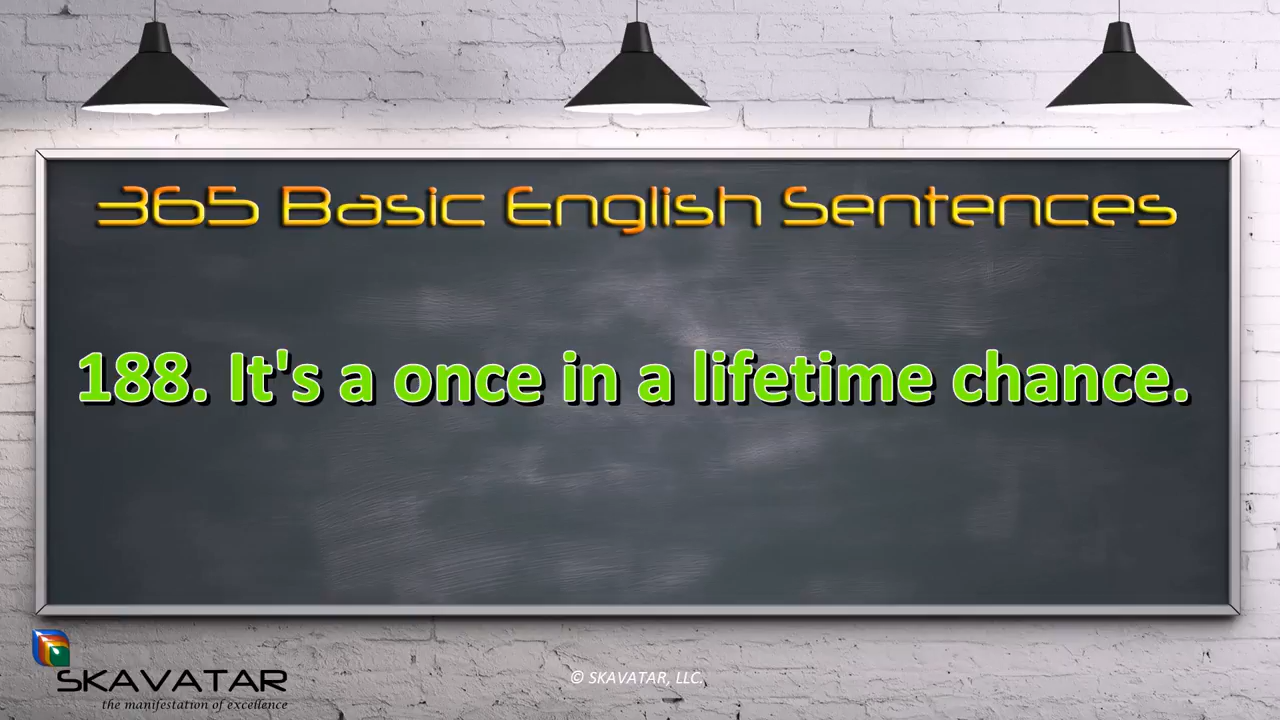 365 Basic English Sentences
188. It's a once in a lifetime chance.
SKAVATAR
the manifestation of excellence
© SKAVATAR, LLC.